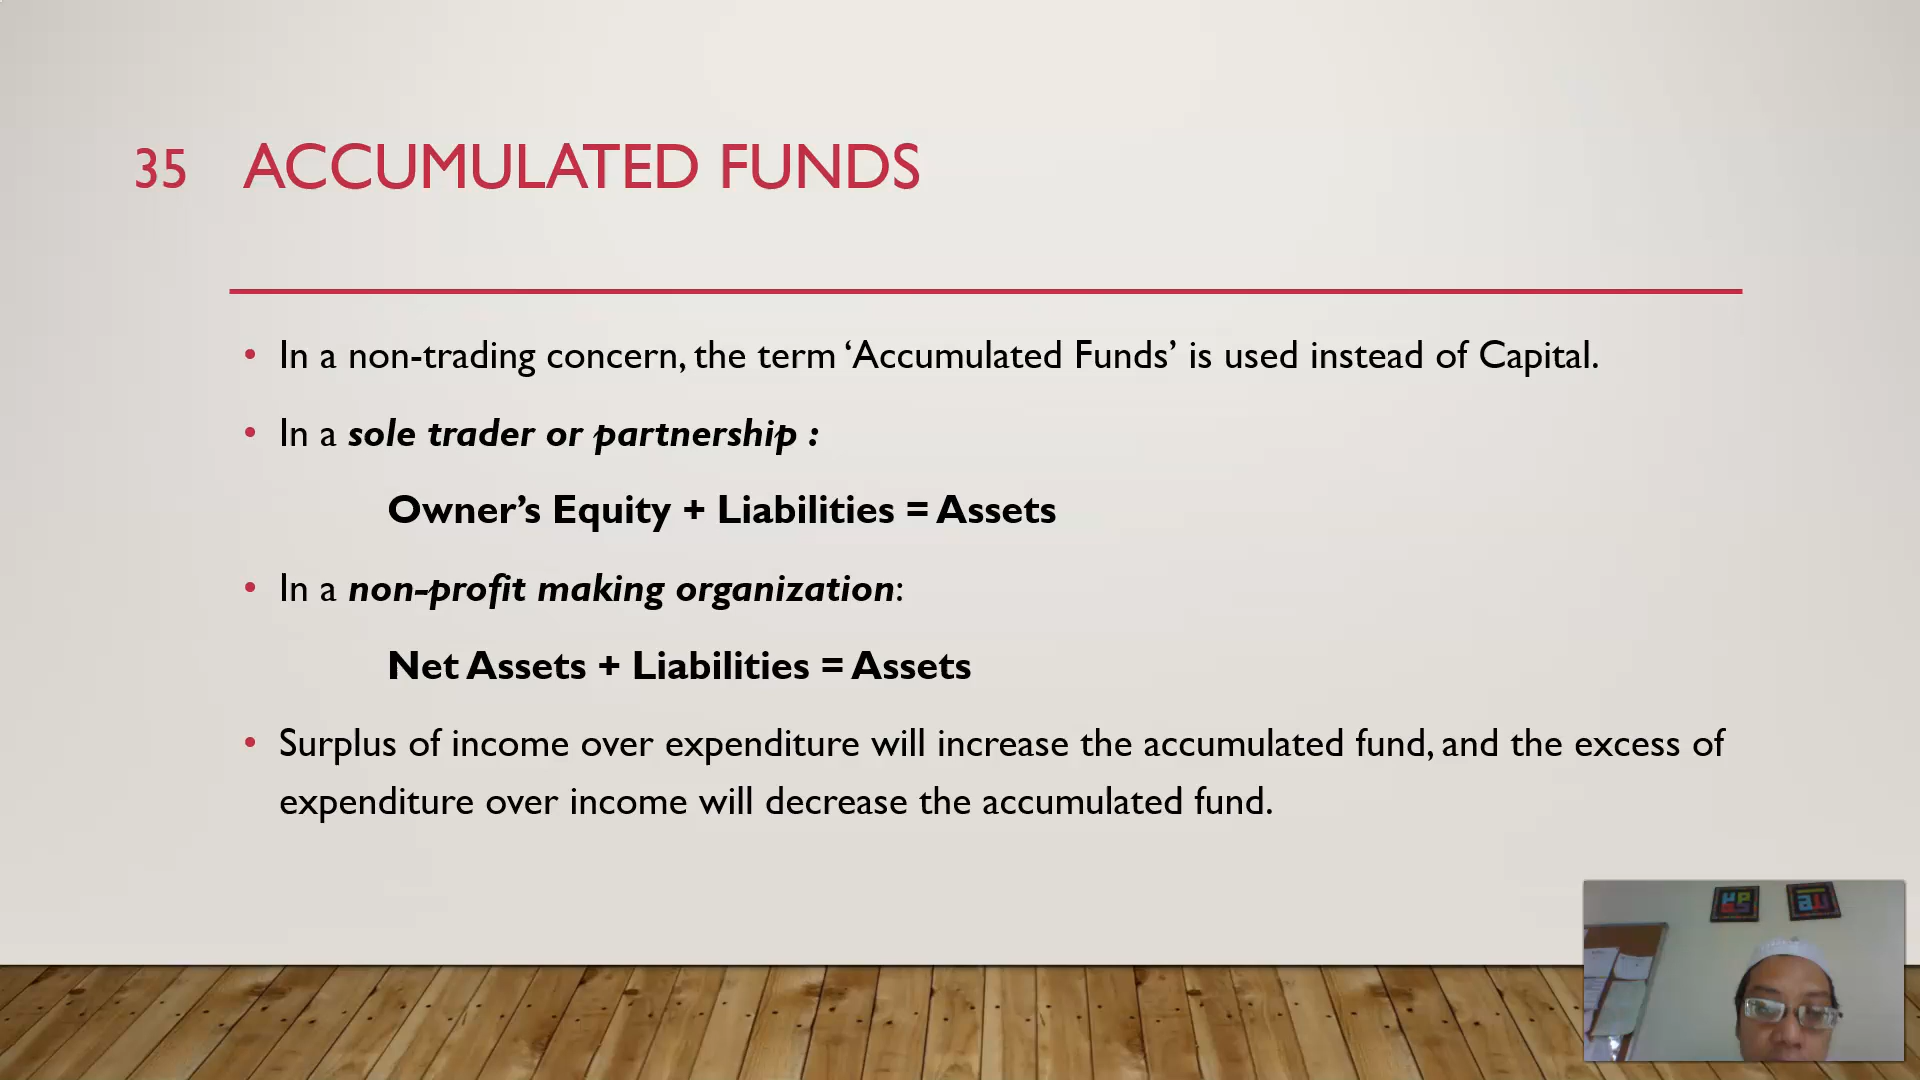 35 ACCUMULATED FUNDS
• In a non-trading concern, the term ‘Accumulated Funds’ is used instead of Capital.
• In a sole trader or partnership :
Owner’s Equity + Liabilities = Assets
• In a non-profit making organization:
Net Assets + Liabilities = Assets
• Surplus of income over expenditure will increase the accumulated fund, and the excess of
expenditure over income will decrease the accumulated fund.